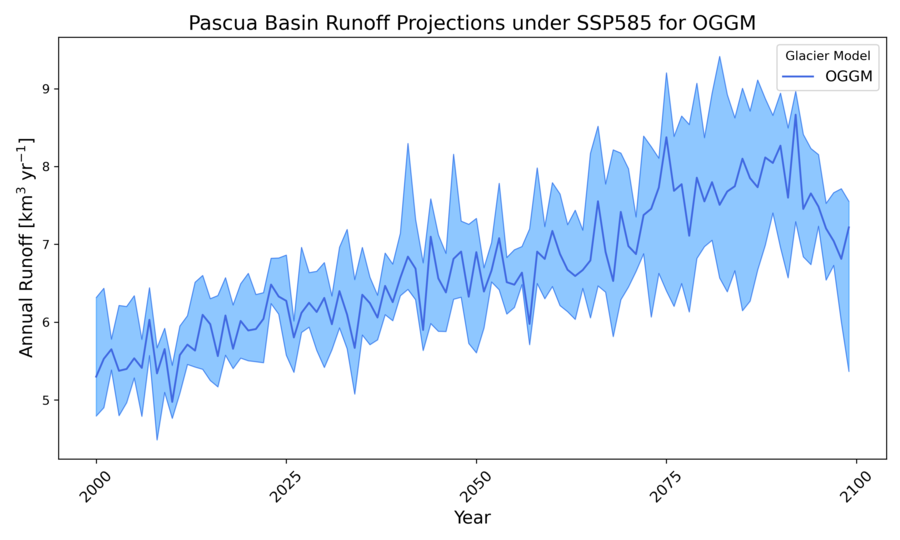 Pascua Basin Runoff Projections under SSP585 for OGGM
Glacier Model
OGGM
Annual Runoff [km³ yr⁻¹]
9
8
7
6
5
2000
2025
2050
2075
2100
Year